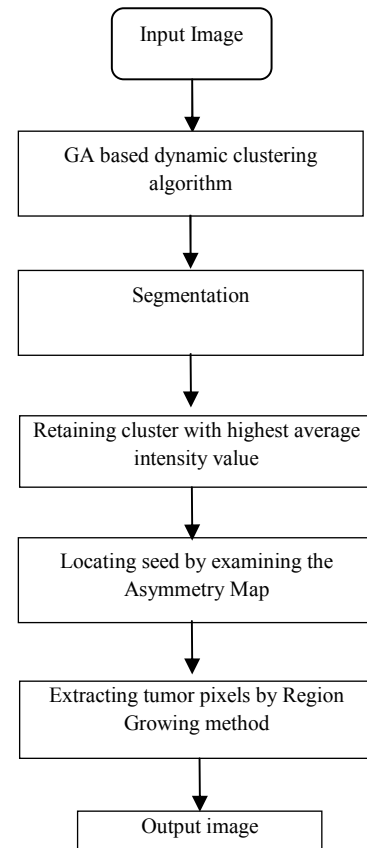 Input Image
GA based dynamic clustering
algorithm
Segmentation
Retaining cluster with highest average
intensity value
Locating seed by examining the
Asymmetry Map
Extracting tumor pixels by Region
Growing method
Output image